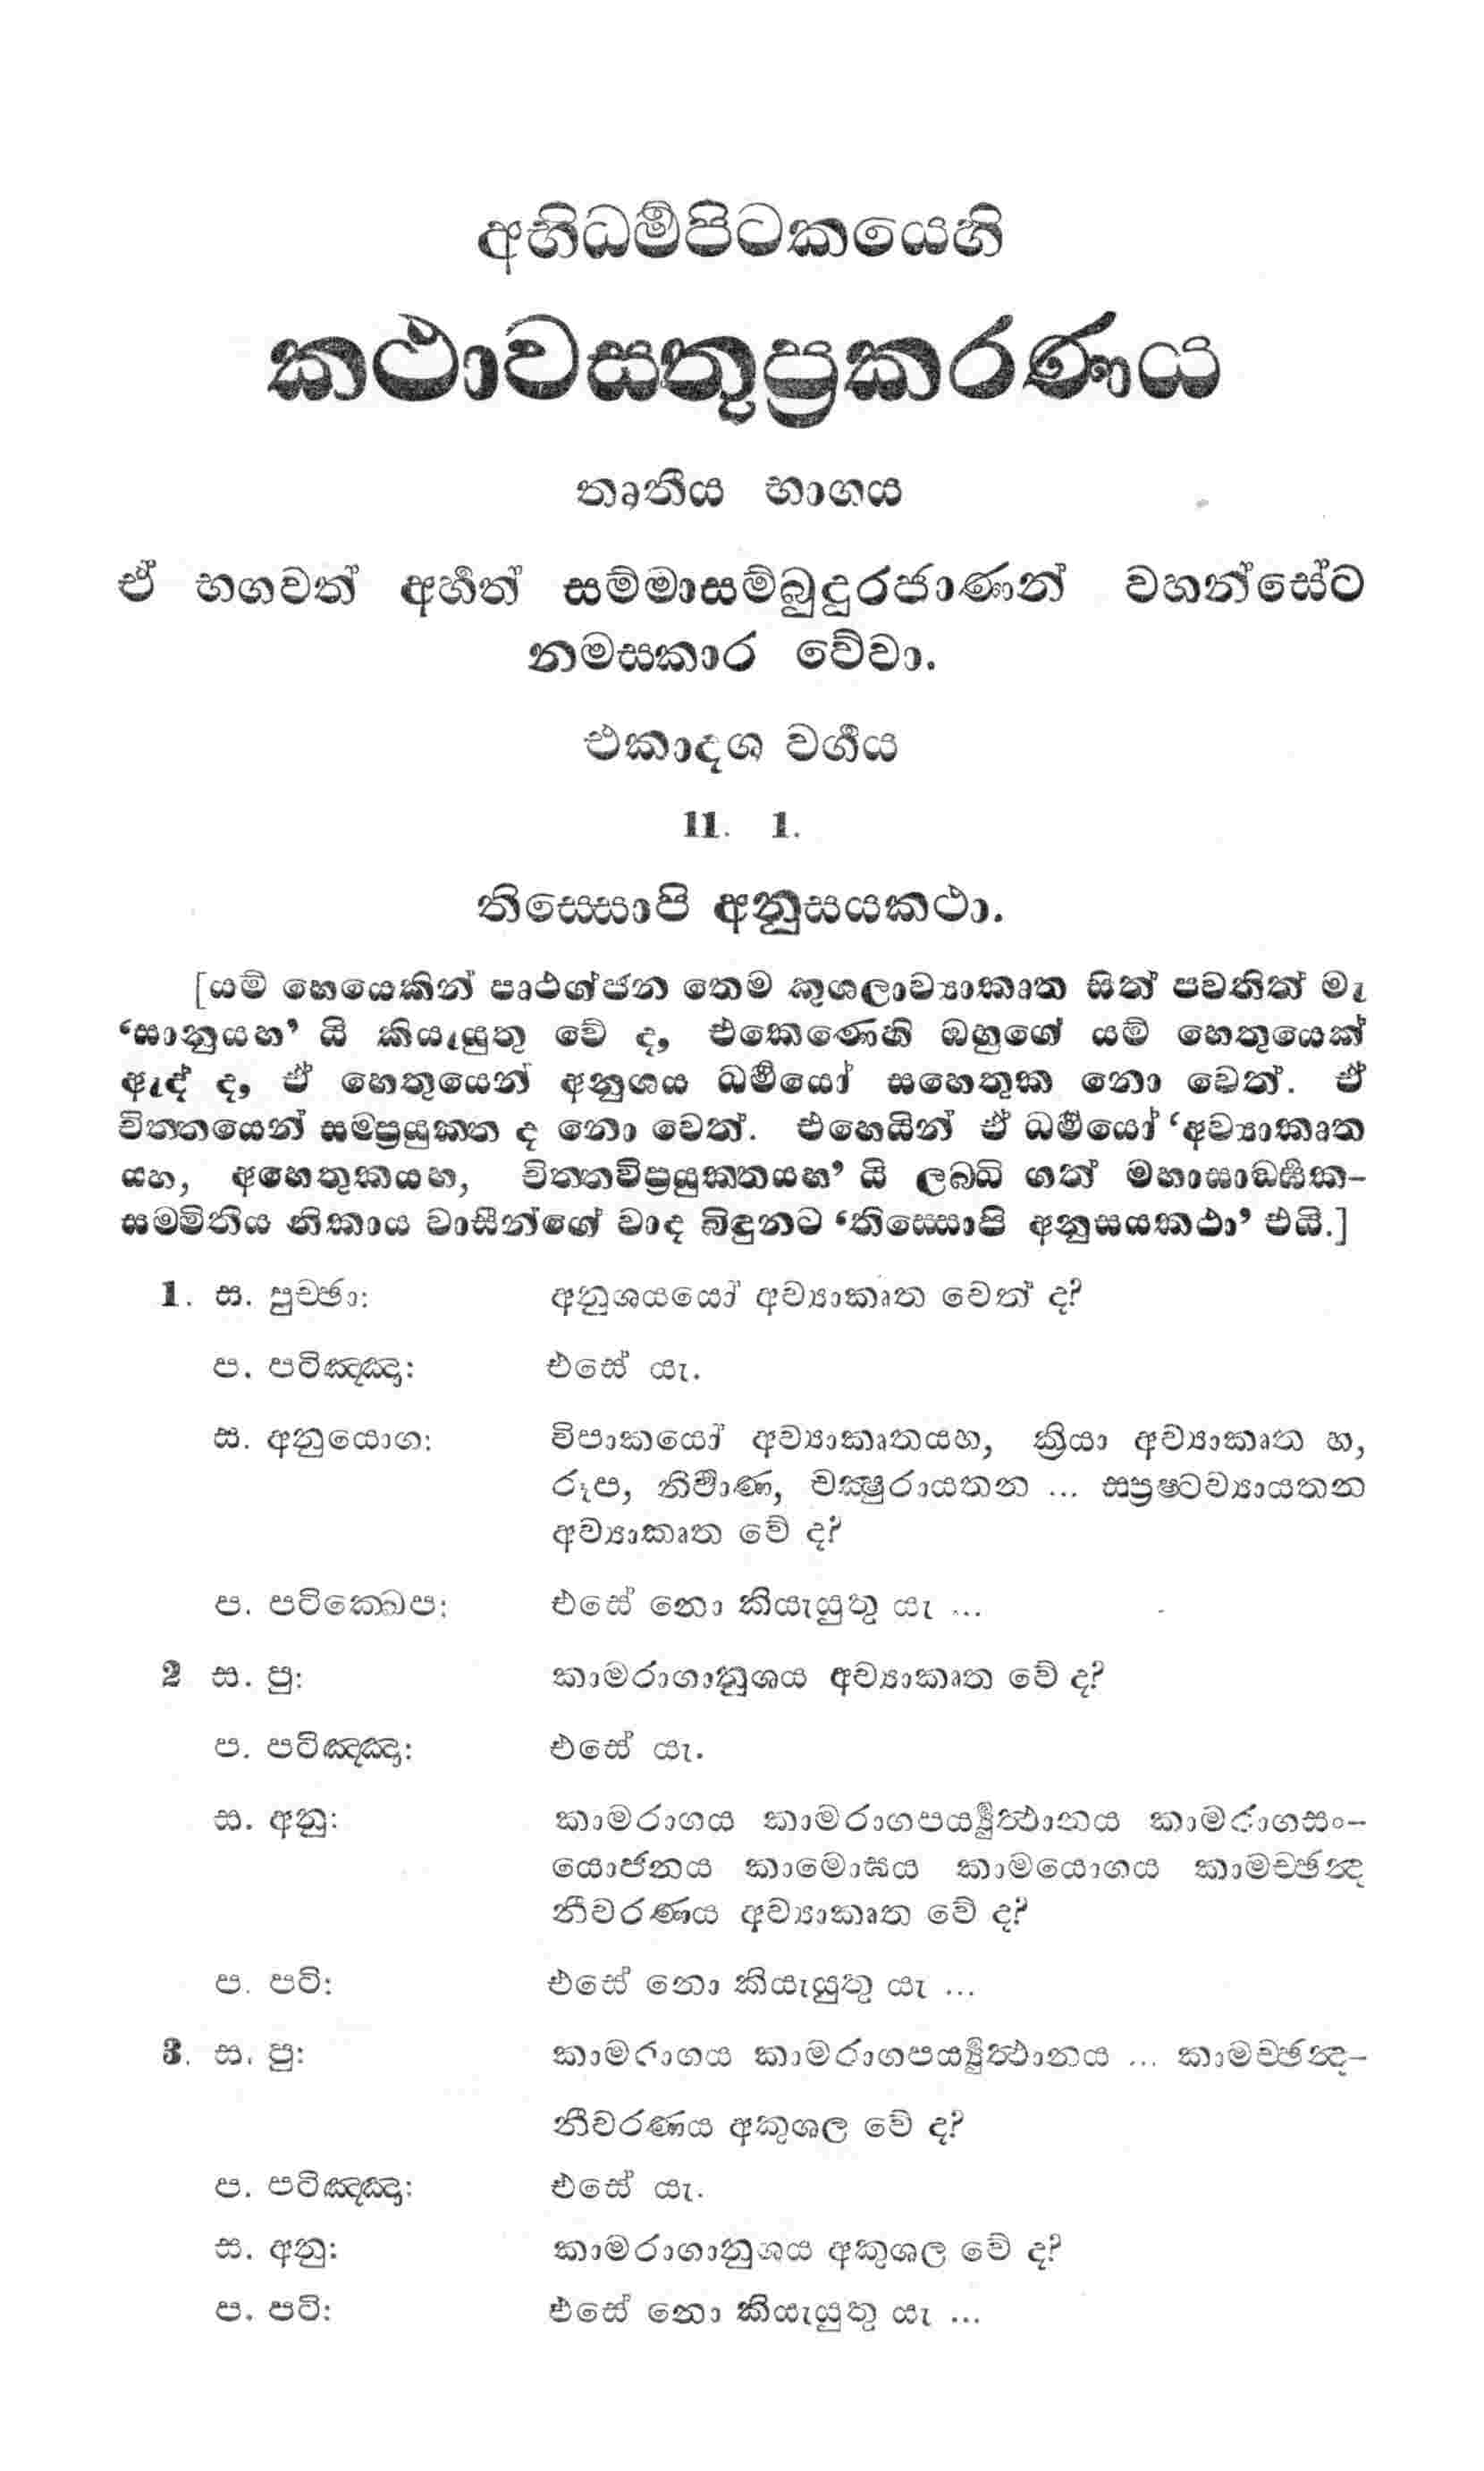 අභිධර්‍මපිටකයෙහි
කථාවස්තුප්‍රකරණය
තෘතීය භාගය
ඒ භගවත් අර්‍හත් සම්මාසම්බුදුරජාණන් වහන්සේට
නමස්කාර වේවා.
එකාදශ වර්‍ගය
11. 1.
තිස්සොපි අනුසයකථා.
[යම් හෙයෙකින් පෘථග්ජන තෙම කුශලාව්‍යාකෘත සිත් පවතිත් මැ
‘සානුයහ’ යි කියැයුතු වේ ද, එකෙණෙහි ඔහුගේ යම් හෙතුයෙක්
ඇද් ද, ඒ හෙතුයෙන් අනුශය ධර්‍මයෝ සහෙතුක නො වෙත්. ඒ
චිත්තයෙන් සම්ප්‍රයුක්ත ද නො වෙත්. එහෙයින් ඒ ධර්‍මයෝ ‘අව්‍යාකෘත
යහ, අහෙතුකයහ, චිත්තවිප්‍රයුක්තයහ’ යි ලබ්ධි ගත් මහාසාඞ්ඝික-
සම්මිතීය නිකාය වාසීන්ගේ වාද බිඳුනට ‘තිස්සොපි අනුසයකථා’ එයි.]
1. ස. පුච්ඡා: අනුශයයෝ අව්‍යාකෘත වෙත් ද?
ප. පටිඤ්ඤා: එසේ යැ.
ස. අනුයොග: විපාකයෝ අව්‍යාකෘතයහ, ක්‍රියා අව්‍යාකෘත හ,
රූප, නිර්‍වාණ, චක්‍ෂුරායතන ... ස්ප්‍රෂ්ටව්‍යායතන
අව්‍යාකෘත වේ ද?
ප. පටික්ඛෙප: එසේ නො කියැයුතු යැ ...
2 ස. පු: කාමරාගානුශය අව්‍යාකෘත වේ ද?
ප. පටිඤ්ඤා: එසේ යැ.
ස. අනු: කාමරාගය කාමරාගපර්‍ය්‍යුත්ථානය කාමරාගසං-
යොජනය කාමොඝය කාමයොගය කාමච්ඡන්ද
නීවරණය අව්‍යාකෘත වේ ද?
ප. පටි: එසේ නො කියැයුතු යැ ...
3. ස. පු: කාමරාගය කාමරාගපර්‍ය්‍යුත්ථානය ... කාමච්ඡන්ද-
නීවරණය අකුශල වේ ද?
ප. පටිඤ්ඤා: එසේ යැ.
ස. අනු: කාමරාගානුශය අකුශල වේ ද?
ප. පටි: එසේ නො කියැයුතු යැ ...